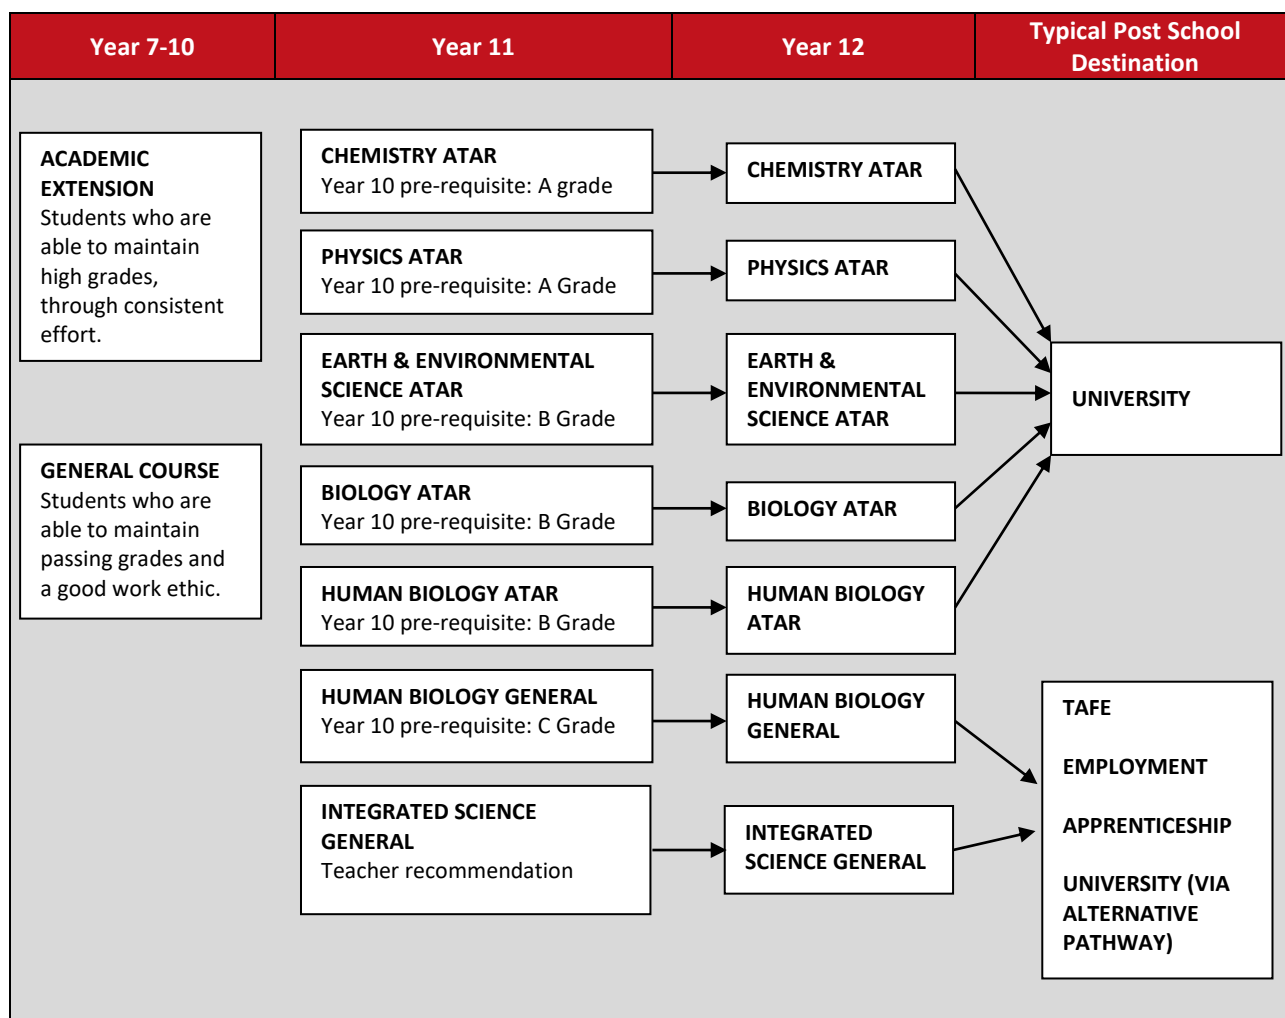 Year 7-10
Year 11
Year 12
Typical Post School
Destination
ACADEMIC
EXTENSION
Students who are
able to maintain
high grades,
through consistent
effort.
GENERAL COURSE
Students who are
able to maintain
passing grades and
a good work ethic.
CHEMISTRY ATAR
Year 10 pre-requisite: A grade
PHYSICS ATAR
Year 10 pre-requisite: A Grade
EARTH & ENVIRONMENTAL
SCIENCE ATAR
Year 10 pre-requisite: B Grade
BIOLOGY ATAR
Year 10 pre-requisite: B Grade
HUMAN BIOLOGY ATAR
Year 10 pre-requisite: B Grade
HUMAN BIOLOGY GENERAL
Year 10 pre-requisite: C Grade
INTEGRATED SCIENCE
GENERAL
Teacher recommendation
CHEMISTRY ATAR
PHYSICS ATAR
EARTH &
ENVIRONMENTAL
SCIENCE ATAR
BIOLOGY ATAR
HUMAN BIOLOGY
ATAR
HUMAN BIOLOGY
GENERAL
INTEGRATED
SCIENCE GENERAL
UNIVERSITY
TAFE
EMPLOYMENT
APPRENTICESHIP
UNIVERSITY (VIA
ALTERNATIVE
PATHWAY)